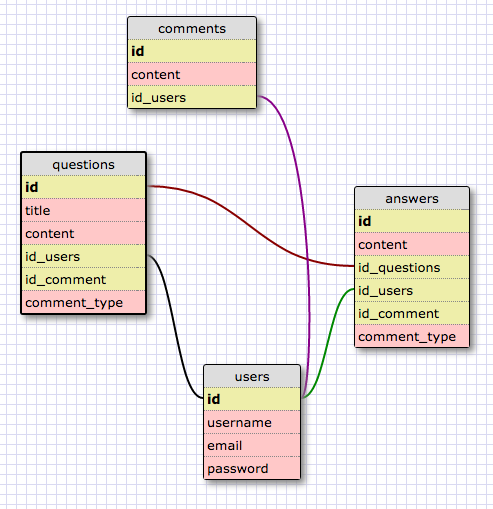 comments
id
content
id_users
questions
id
title
content
id_users
id_comment
comment_type
answers
id
content
id_questions
id_users
id_comment
comment_type
users
id
username
email
password